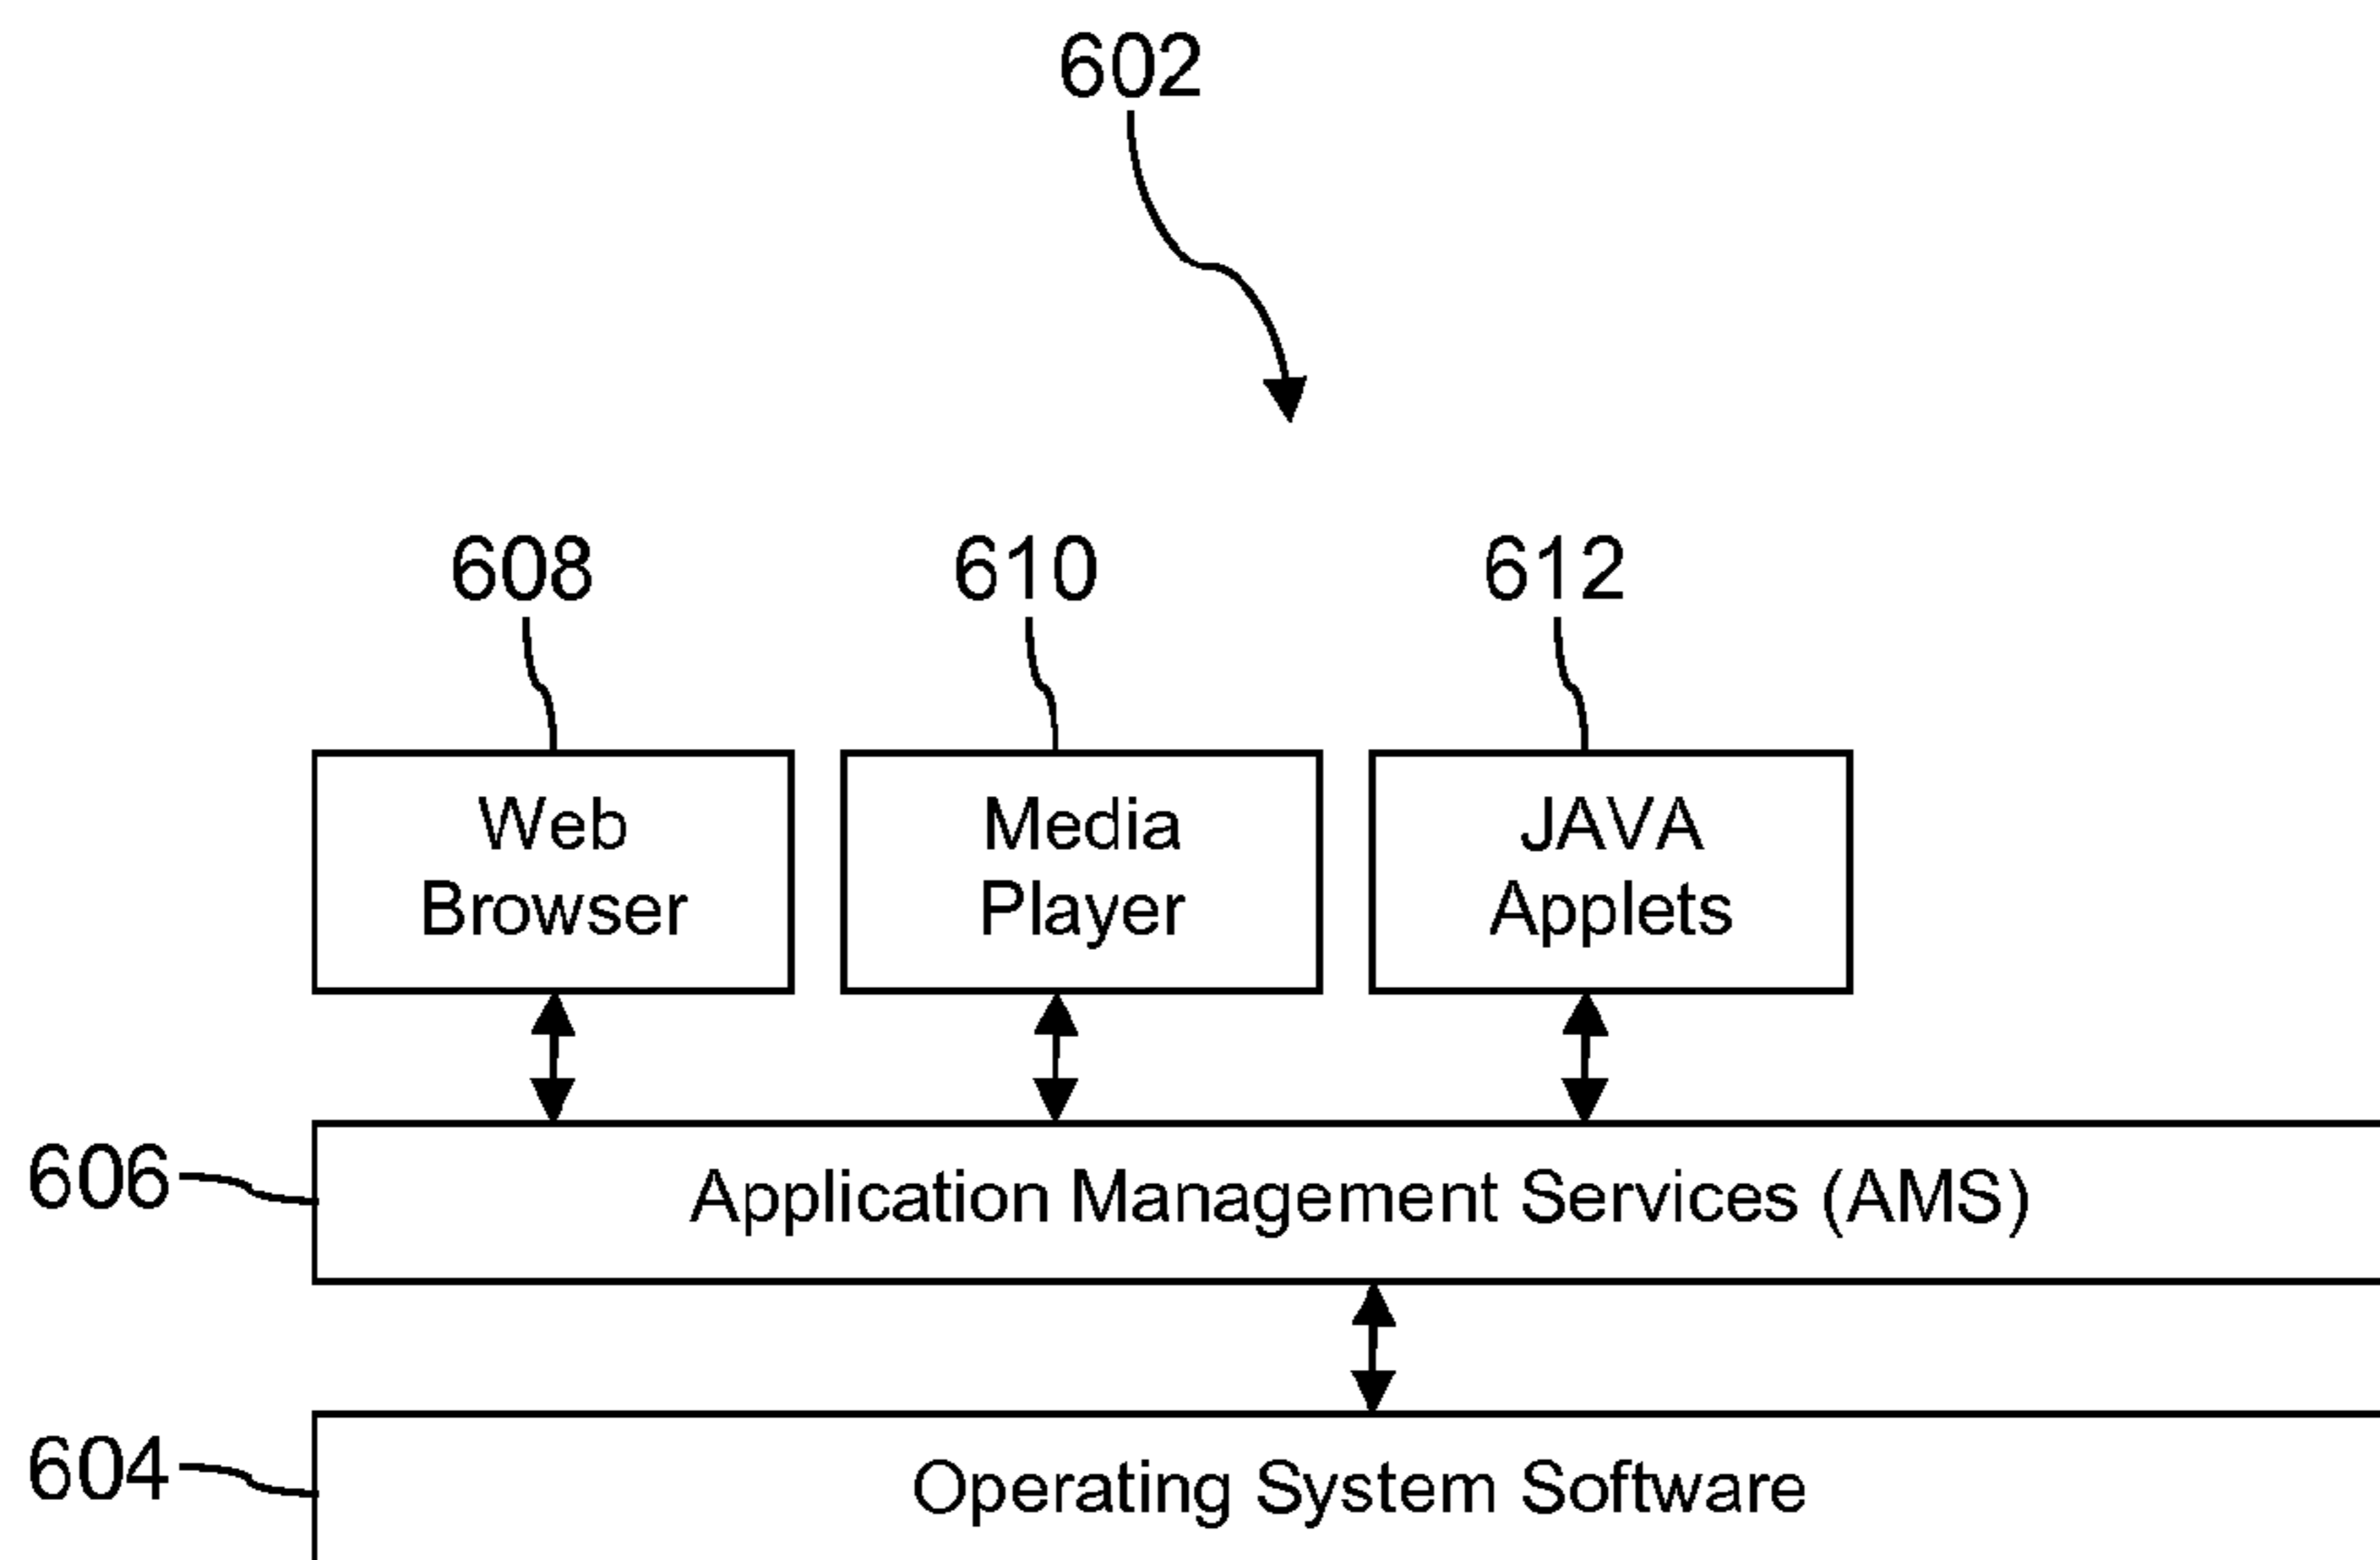 602
608
610
612
Web
Browser
Media
Player
JAVA
Applets
606
Application Management Services (AMS)
604
Operating System Software